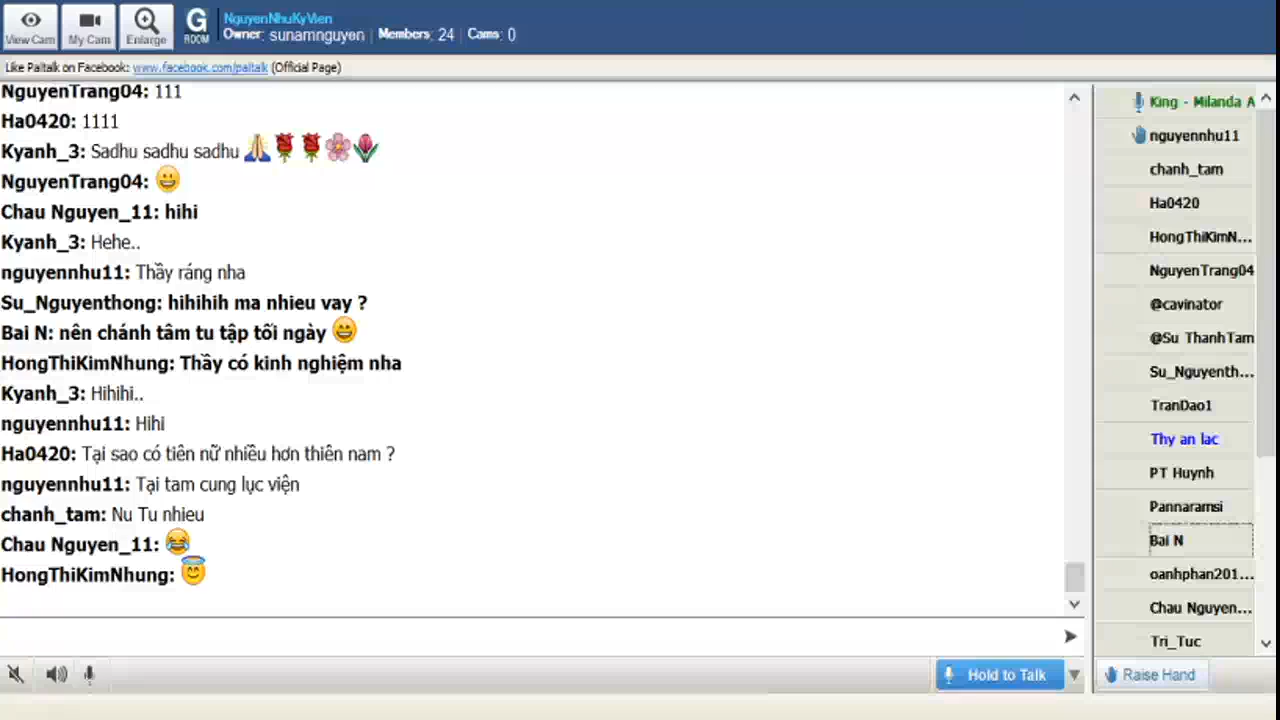 NguyenNhuKyVien
Owner: sunamnguyen | Members: 24 | Cams: 0
View Cam My Cam Enlarge G ROOM
Like Paltalk on Facebook: www.facebook.com/paltalk (Official Page)
NguyenTrang04: 111
Ha0420: 1111
Kyanh_3: Sadhu sadhu sadhu 🙏🌹🌹🌸🌷
NguyenTrang04: 😀
Chau Nguyen_11: hihi
Kyanh_3: Hehe..
nguyennhu11: Thầy ráng nha
Su_Nguyenthong: hihihih ma nhieu vay ?
Bai N: nên chánh tâm tu tập tối ngày 😄
HongThiKimNhung: Thầy có kinh nghiệm nha
Kyanh_3: Hihihi..
nguyennhu11: Hihi
Ha0420: Tại sao có tiên nữ nhiều hơn thiên nam ?
nguyennhu11: Tại tam cung lục viện
chanh_tam: Nu Tu nhieu
Chau Nguyen_11: 😂
HongThiKimNhung: 😇
King - Milanda A
nguyennhu11
chanh_tam
Ha0420
HongThiKimN...
NguyenTrang04
@cavinator
@Su ThanhTam
Su_Nguyenth...
TranDao1
Thy an lac
PT Huynh
Pannaramsi
Bai N
oanhphan201...
Chau Nguyen...
Tri_Tuc
Hold to Talk
Raise Hand